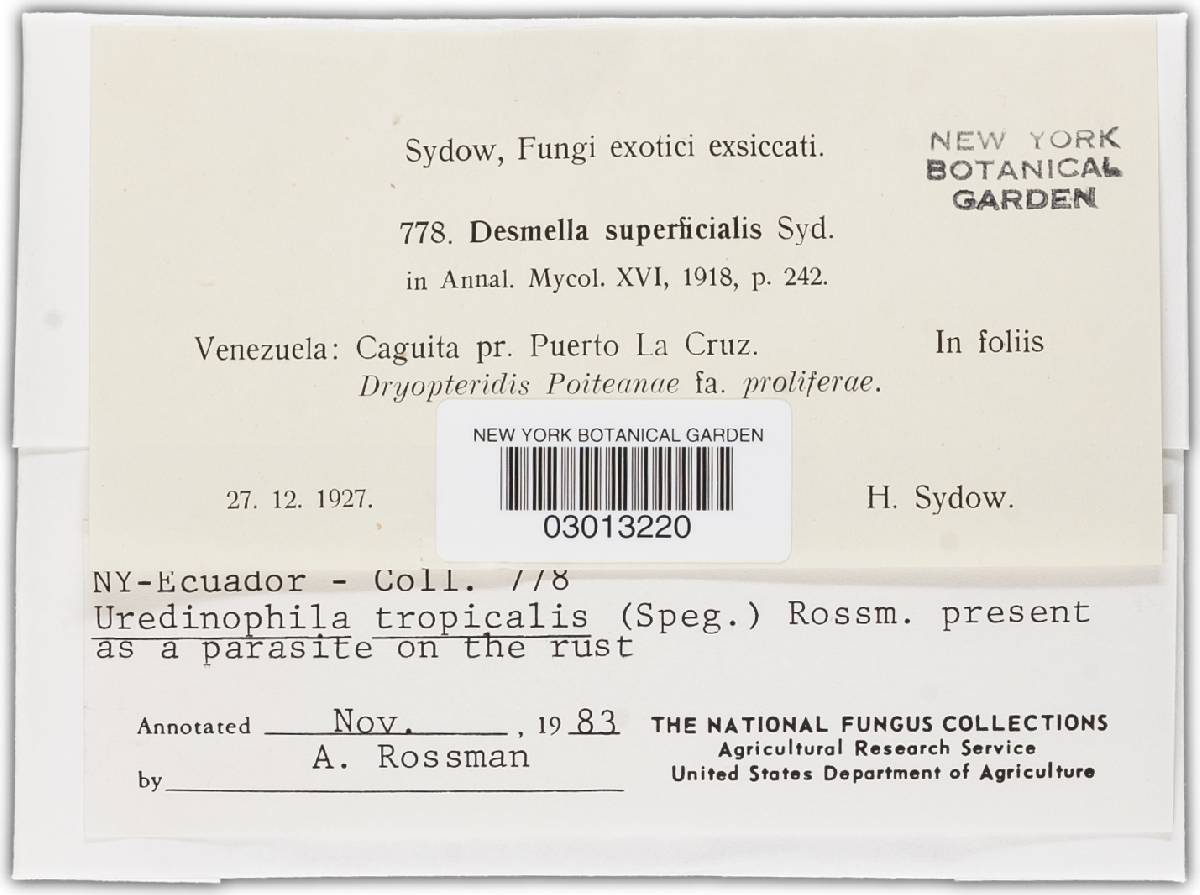 Sydow, Fungi exotici exsiccati.
NEW YORK
BOTANICAL
GARDEN
778. Desmella superficialis Syd.
in Annal. Mycol. XVI, 1918, p. 242.
Venezuela: Caguita pr. Puerto La Cruz. In foliis
Dryopteridis Poiteanae fa. proliferae.
NEW YORK BOTANICAL GARDEN
03013220
27. 12. 1927. H. Sydow.
NY-Ecuador - Coll. 778
Uredinophila tropicalis (Speg.) Rossm. present
as a parasite on the rust
Annotated Nov. , 19 83
by A. Rossman
THE NATIONAL FUNGUS COLLECTIONS
Agricultural Research Service
United States Department of Agriculture